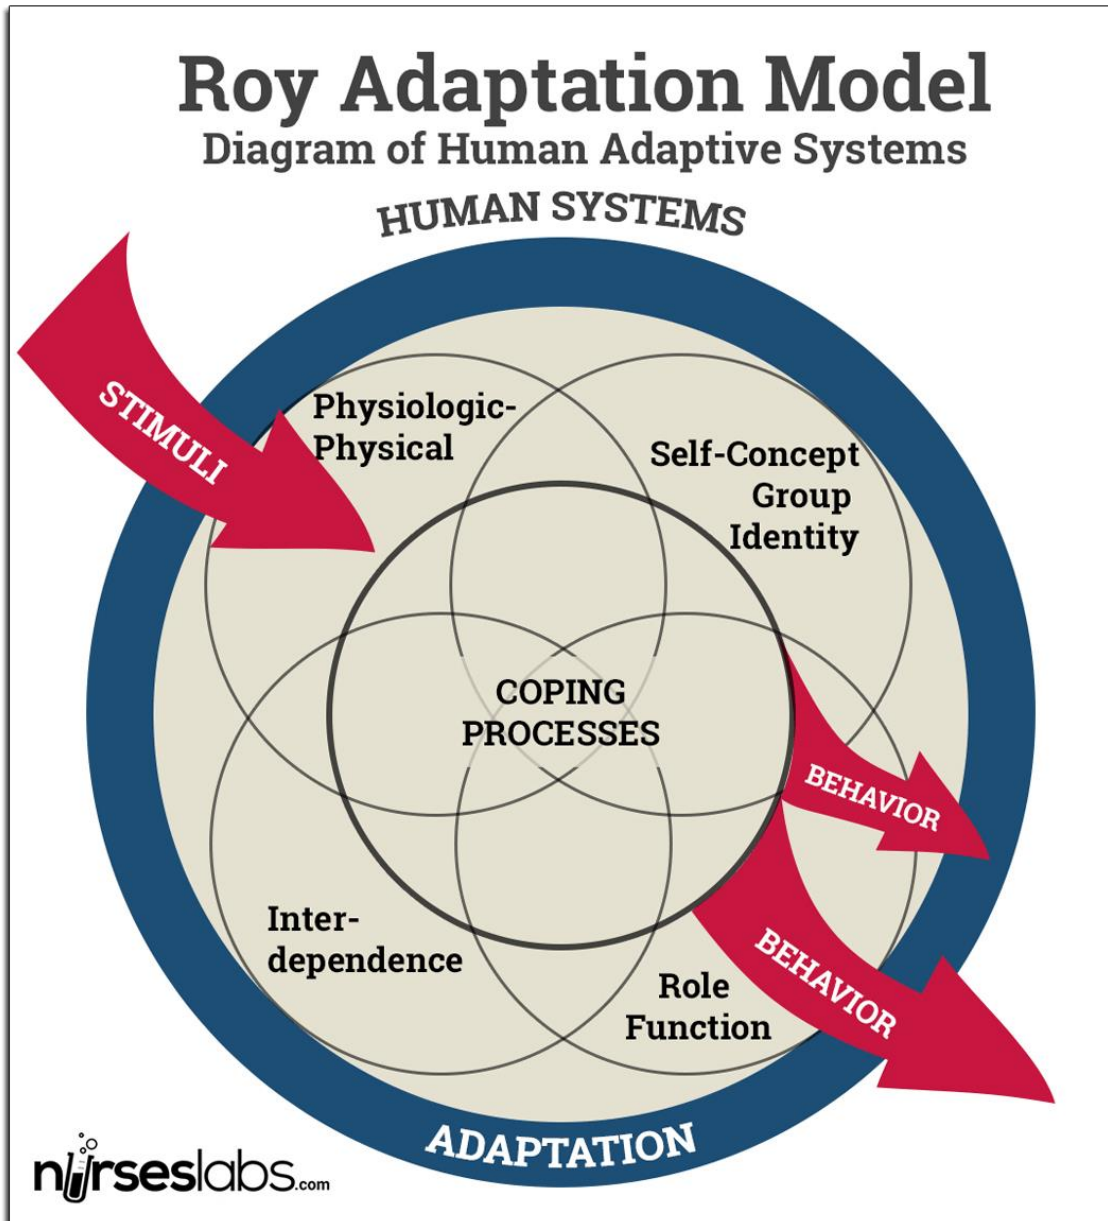 Roy Adaptation Model
Diagram of Human Adaptive Systems
HUMAN SYSTEMS
STIMULI
Physiologic-
Physical
Self-Concept
Group
Identity
COPING
PROCESSES
BEHAVIOR
Inter-
dependence
BEHAVIOR
Role
Function
ADAPTATION
nurseslabs.com